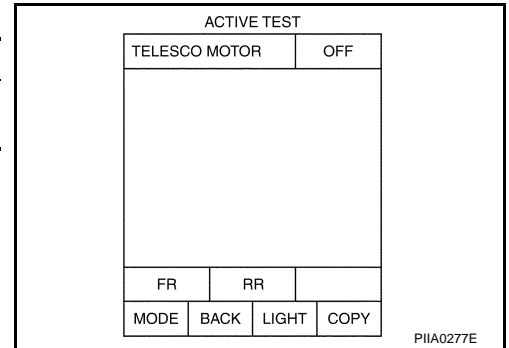 ACTIVE TEST
TELESCO MOTOR OFF
FR RR
MODE BACK LIGHT COPY
PIIA0277E